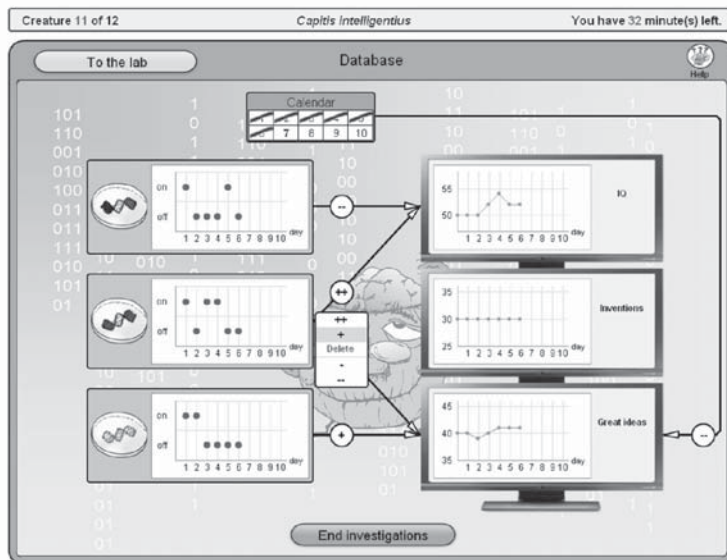 Creature 11 of 12
Capitis intelligentius
You have 32 minute(s) left.
To the lab
Database
Help
Calendar
7 8 9 10
on
off
1 2 3 4 5 6 7 8 9 10 day
--
55
50
1 2 3 4 5 6 7 8 9 10 day
IQ
on
off
1 2 3 4 5 6 7 8 9 10 day
++
++
+
Delete
-
--
35
30
25
1 2 3 4 5 6 7 8 9 10 day
Inventions
on
off
1 2 3 4 5 6 7 8 9 10 day
+
45
40
35
1 2 3 4 5 6 7 8 9 10 day
Great ideas
--
End investigations